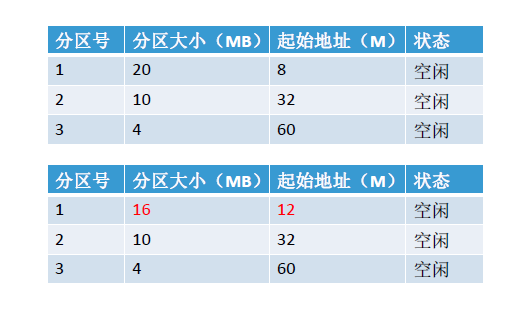 分区号 分区大小（MB） 起始地址（M） 状态
1 20 8 空闲
2 10 32 空闲
3 4 60 空闲
分区号 分区大小（MB） 起始地址（M） 状态
1 16 12 空闲
2 10 32 空闲
3 4 60 空闲